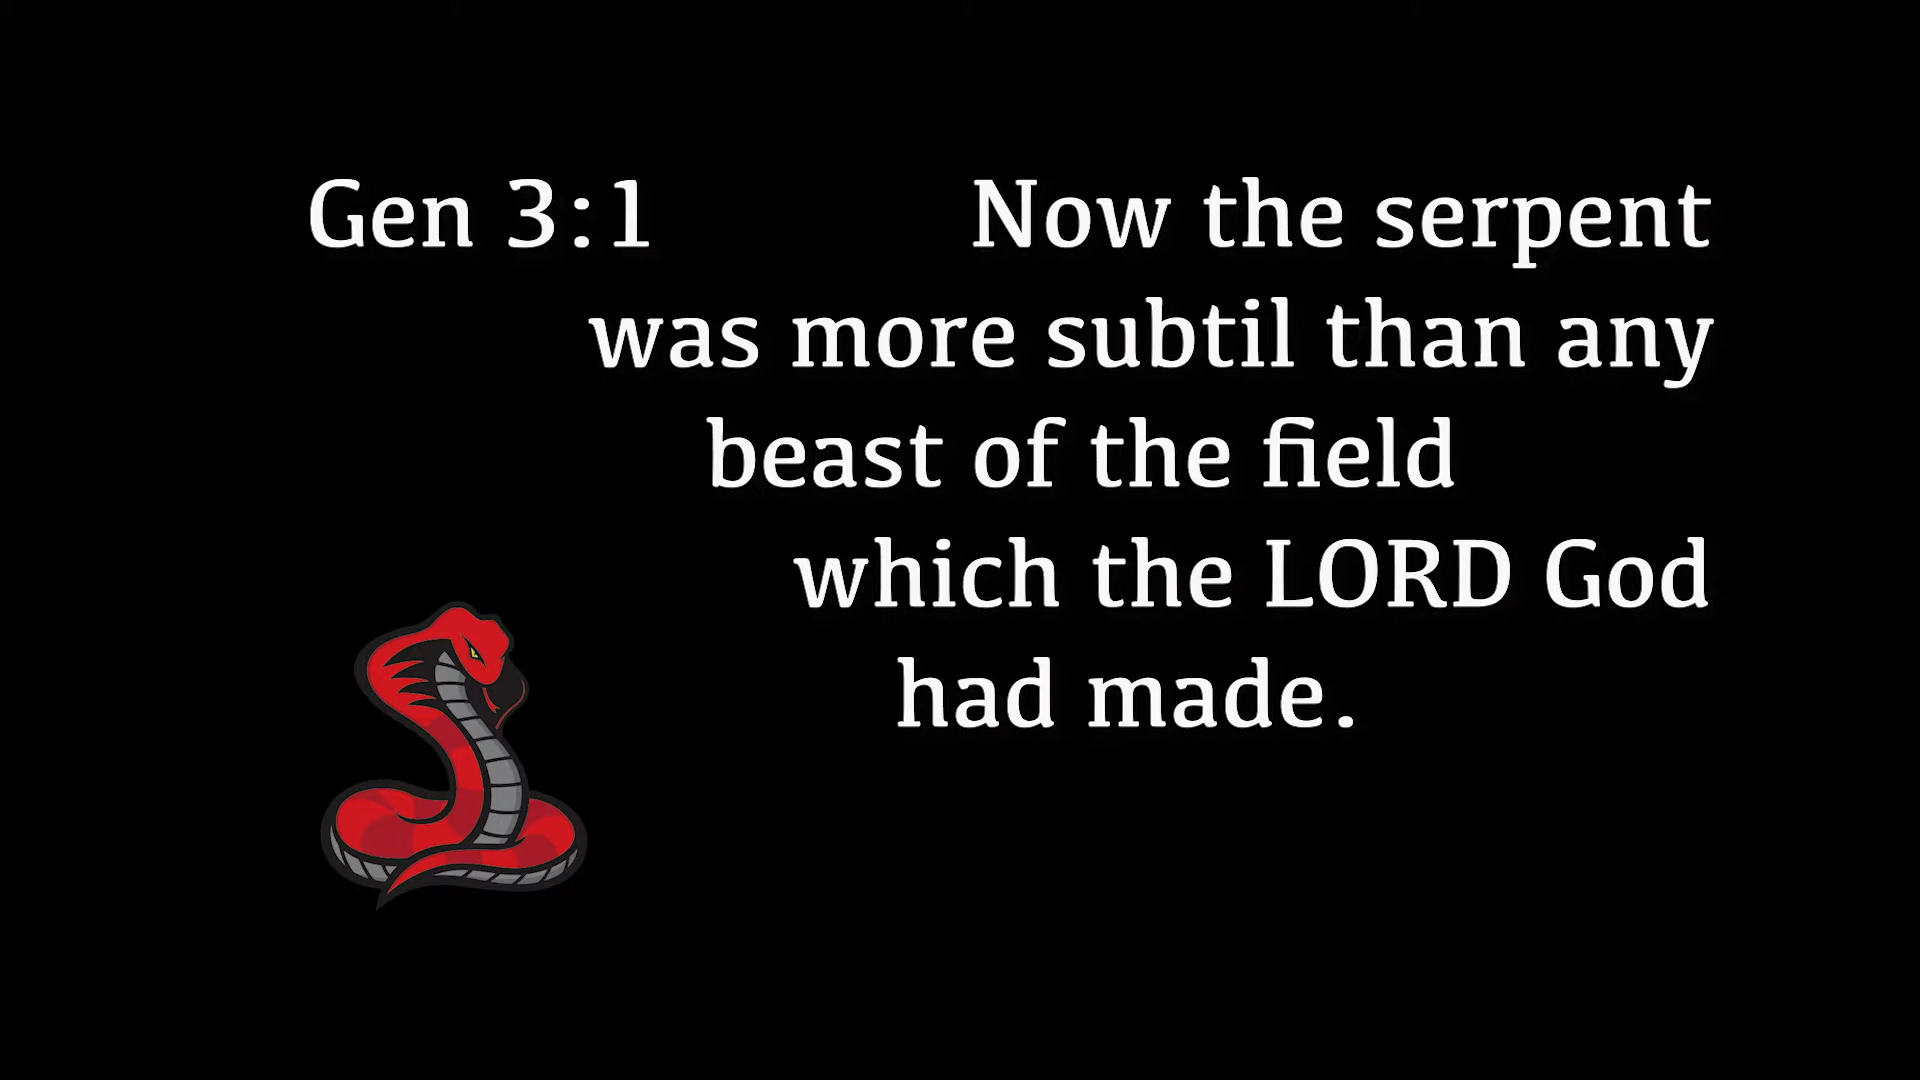 Gen 3:1 Now the serpent
was more subtil than any
beast of the field
which the LORD God
had made.